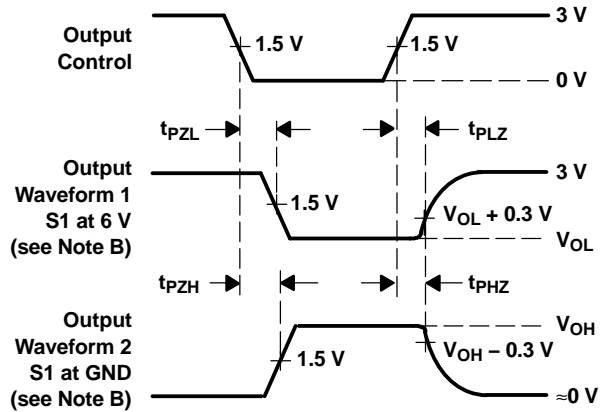 Output
Control
1.5 V
1.5 V
3 V
0 V
tPZL
tPLZ
Output
Waveform 1
S1 at 6 V
(see Note B)
1.5 V
3 V
VOL + 0.3 V
VOL
tPZH
tPHZ
Output
Waveform 2
S1 at GND
(see Note B)
1.5 V
VOH
VOH − 0.3 V
≈0 V